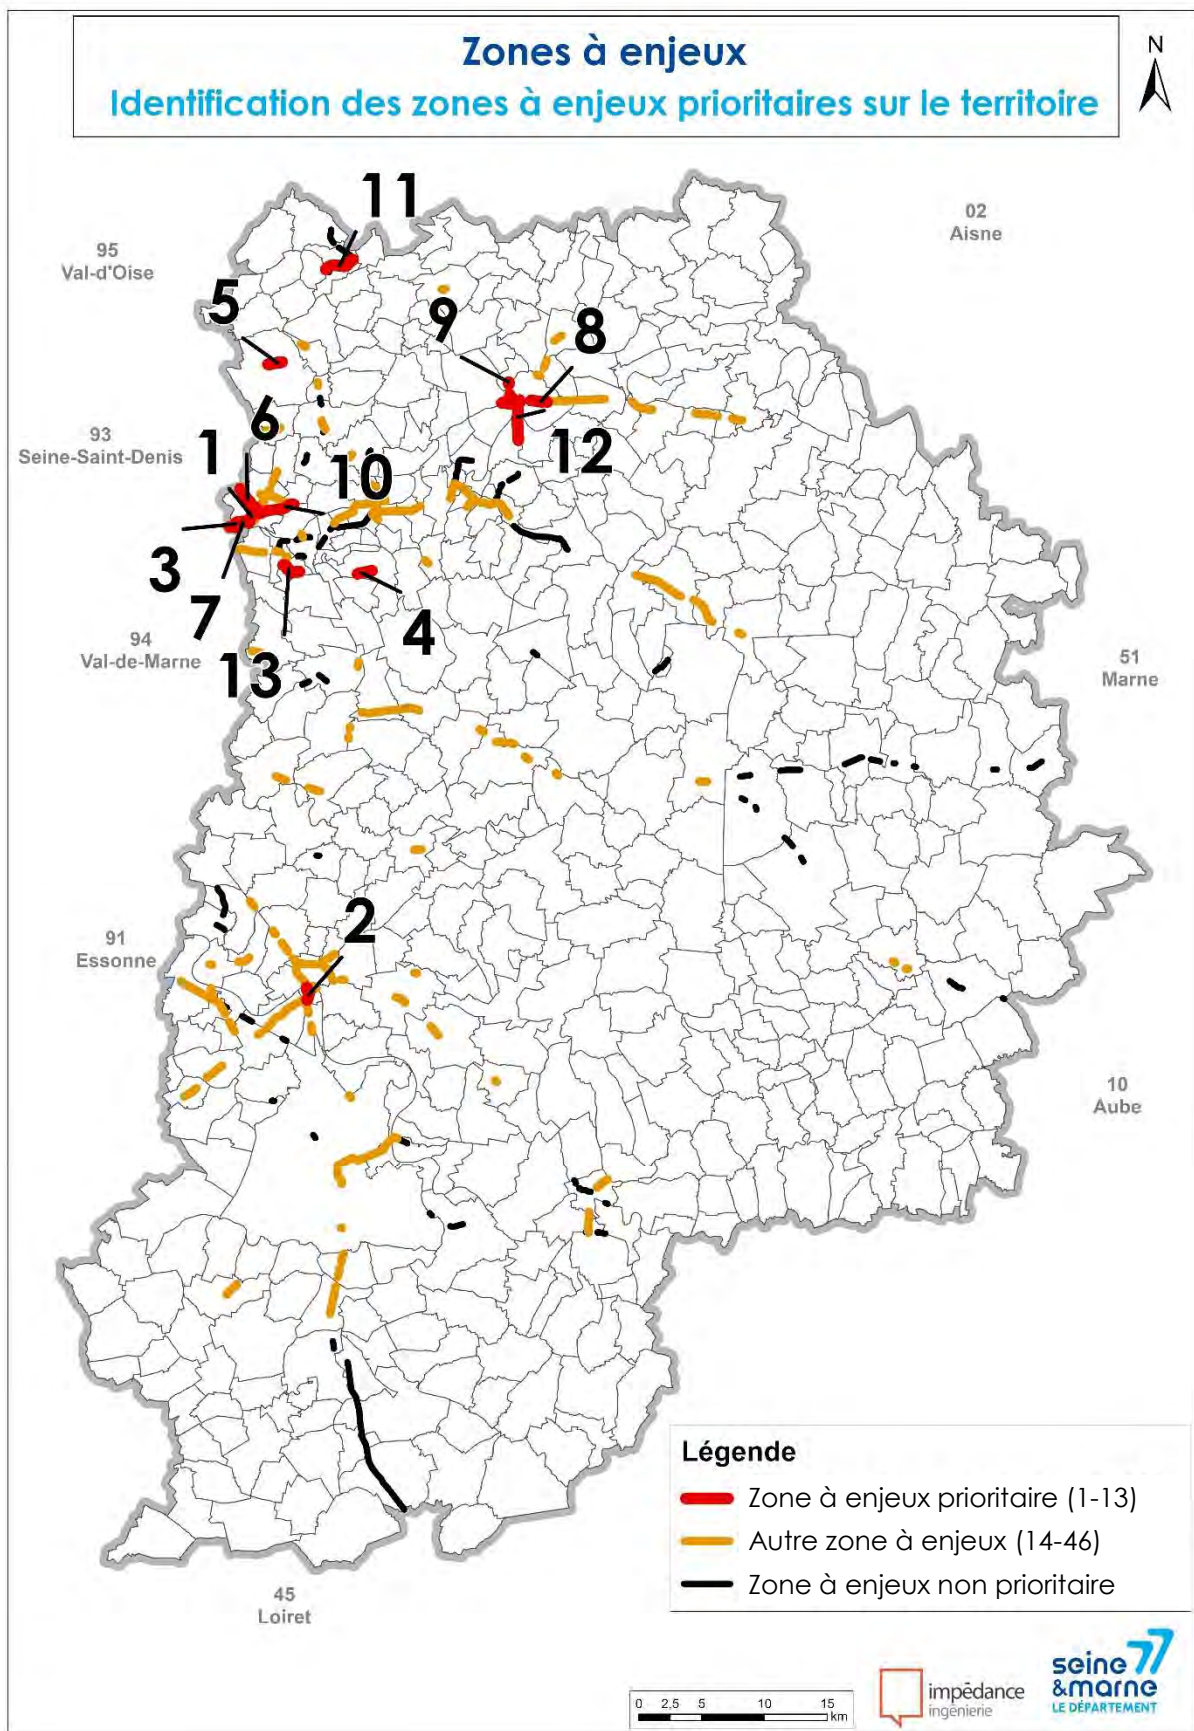 Zones à enjeux
Identification des zones à enjeux prioritaires sur le territoire
N
11
02
Aisne
95
Val-d'Oise
5
9
8
6
93
Seine-Saint-Denis
1
10
12
3
7
4
94
Val-de-Marne
13
51
Marne
2
91
Essonne
10
Aube
Légende
Zone à enjeux prioritaire (1-13)
Autre zone à enjeux (14-46)
Zone à enjeux non prioritaire
45
Loiret
0 2,5 5 10 15
km
impédance
ingénierie
seine 77
&marne
LE DÉPARTEMENT